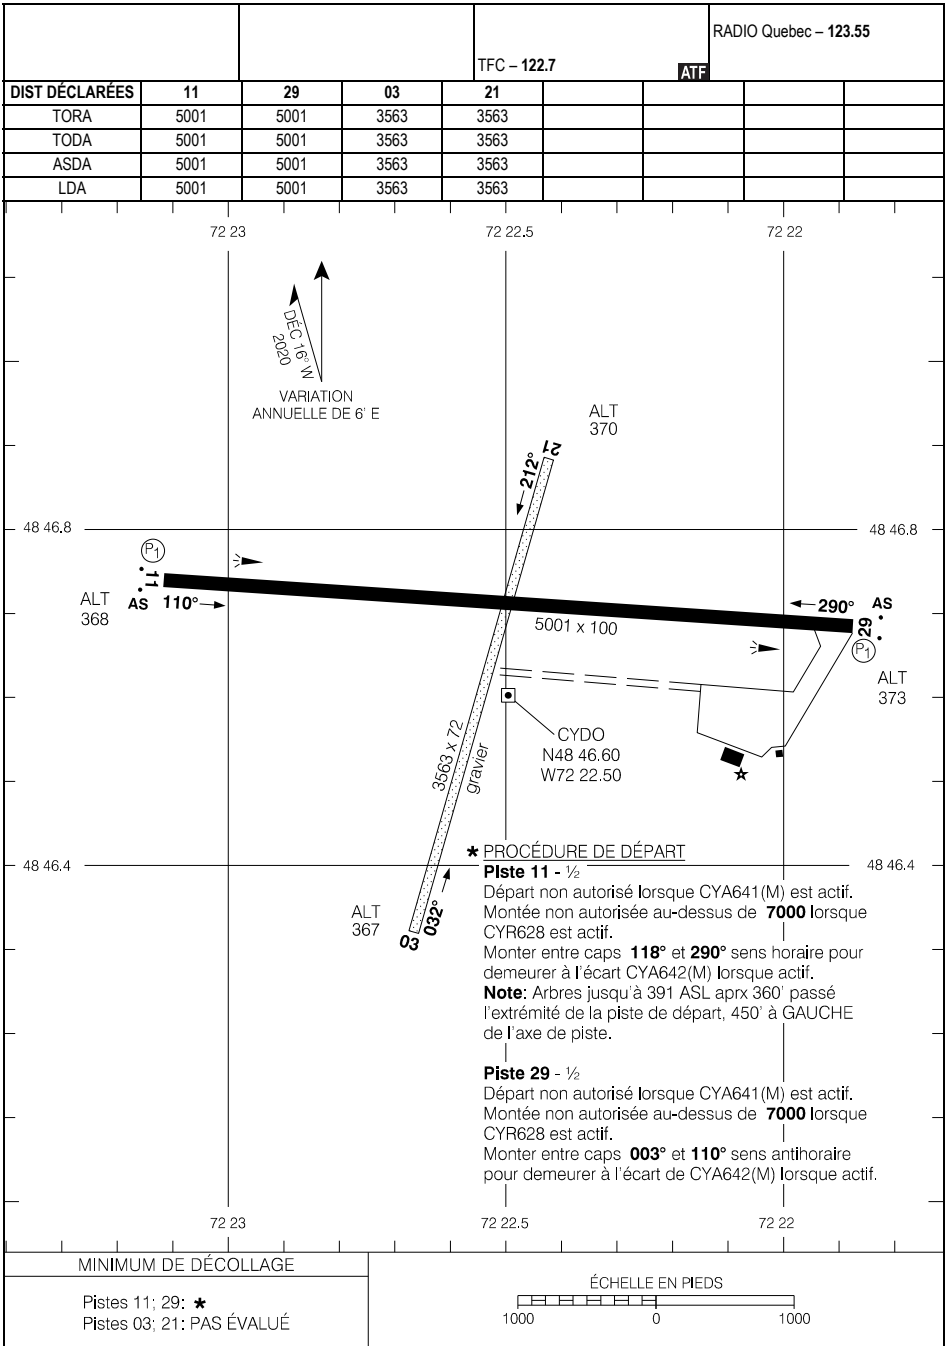 RADIO Quebec – 123.55
TFC – 122.7
ATF
DIST DÉCLARÉES 11 29 03 21
TORA 5001 5001 3563 3563
TODA 5001 5001 3563 3563
ASDA 5001 5001 3563 3563
LDA 5001 5001 3563 3563
72 23 72 22.5 72 22
DÉC 16° W
2020
VARIATION
ANNUELLE DE 6' E
ALT
370
21
212°
48 46.8 48 46.8
P1
11
AS 110°
ALT
368
290° AS
29
P1
5001 x 100
ALT
373
3563 x 72
gravier
CYDO
N48 46.60
W72 22.50
48 46.4 48 46.4
ALT
367
03
032°
* PROCÉDURE DE DÉPART
Piste 11 - ½
Départ non autorisé lorsque CYA641(M) est actif.
Montée non autorisée au-dessus de 7000 lorsque
CYR628 est actif.
Monter entre caps 118° et 290° sens horaire pour
demeurer à l'écart CYA642(M) lorsque actif.
Note: Arbres jusqu'à 391 ASL aprx 360' passé
l'extrémité de la piste de départ, 450' à GAUCHE
de l'axe de piste.
Piste 29 - ½
Départ non autorisé lorsque CYA641(M) est actif.
Montée non autorisée au-dessus de 7000 lorsque
CYR628 est actif.
Monter entre caps 003° et 110° sens antihoraire
pour demeurer à l'écart de CYA642(M) lorsque actif.
72 23 72 22.5 72 22
MINIMUM DE DÉCOLLAGE
Pistes 11; 29: *
Pistes 03; 21: PAS ÉVALUÉ
ÉCHELLE EN PIEDS
1000 0 1000